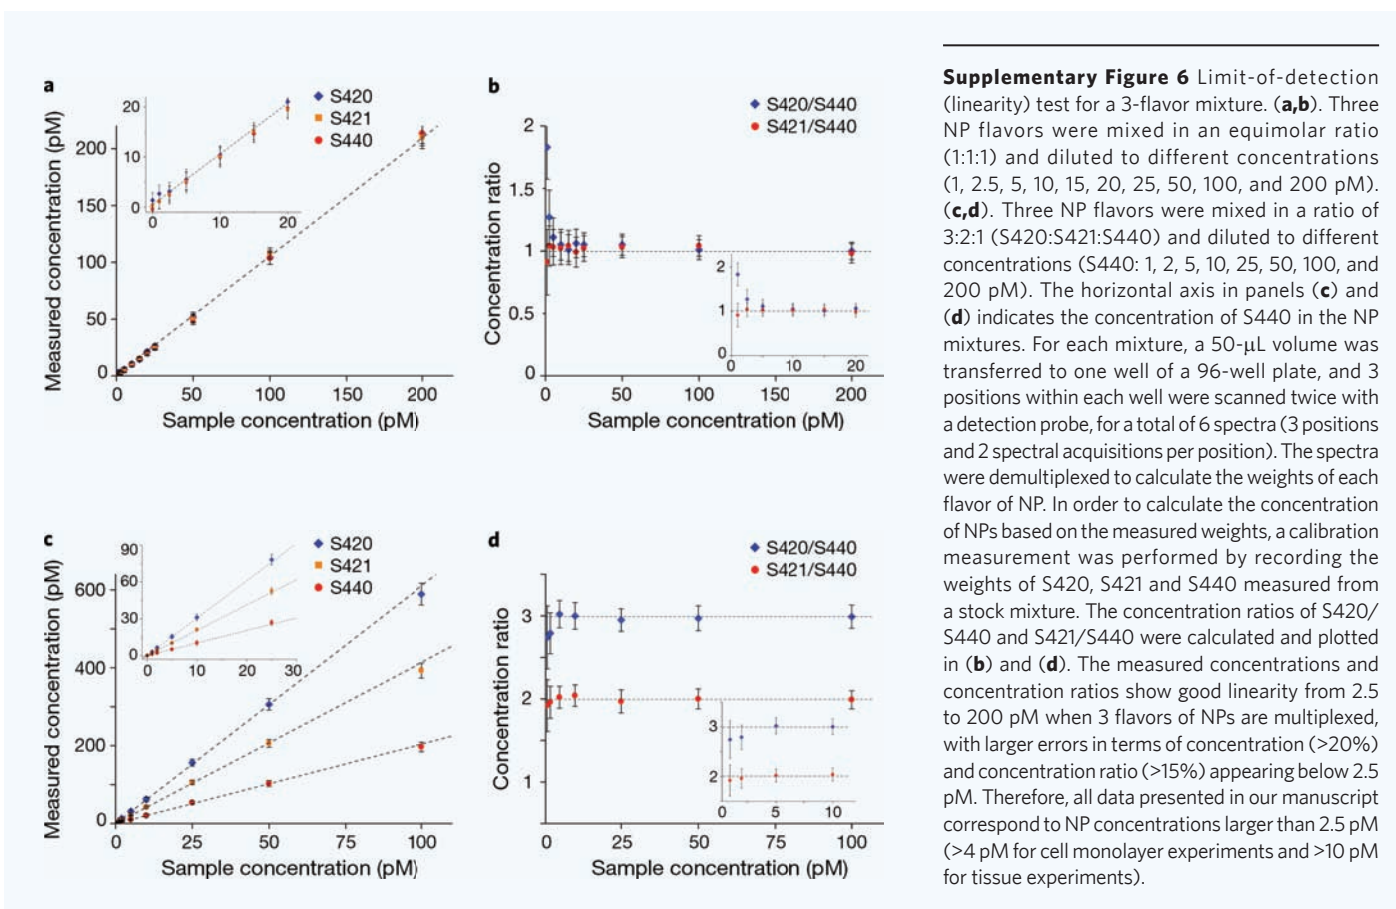 a
S420
S421
S440
20
10
0
0
10
20
200
150
100
50
0
0
50
100
150
200
Measured concentration (pM)
Sample concentration (pM)
b
S420/S440
S421/S440
2
1.5
1
0.5
0
0
50
100
150
200
2
1
0
0
10
20
Concentration ratio
Sample concentration (pM)
c
S420
S421
S440
90
60
30
0
0
10
20
30
600
400
200
0
0
25
50
75
100
Measured concentration (pM)
Sample concentration (pM)
d
S420/S440
S421/S440
3
2
1
0
25
50
75
100
3
2
0
5
10
Concentration ratio
Sample concentration (pM)
Supplementary Figure 6 Limit-of-detection
(linearity) test for a 3-flavor mixture. (a,b). Three
NP flavors were mixed in an equimolar ratio
(1:1:1) and diluted to different concentrations
(1, 2.5, 5, 10, 15, 20, 25, 50, 100, and 200 pM).
(c,d). Three NP flavors were mixed in a ratio of
3:2:1 (S420:S421:S440) and diluted to different
concentrations (S440: 1, 2, 5, 10, 25, 50, 100, and
200 pM). The horizontal axis in panels (c) and
(d) indicates the concentration of S440 in the NP
mixtures. For each mixture, a 50-μL volume was
transferred to one well of a 96-well plate, and 3
positions within each well were scanned twice with
a detection probe, for a total of 6 spectra (3 positions
and 2 spectral acquisitions per position). The spectra
were demultiplexed to calculate the weights of each
flavor of NP. In order to calculate the concentration
of NPs based on the measured weights, a calibration
measurement was performed by recording the
weights of S420, S421 and S440 measured from
a stock mixture. The concentration ratios of S420/
S440 and S421/S440 were calculated and plotted
in (b) and (d). The measured concentrations and
concentration ratios show good linearity from 2.5
to 200 pM when 3 flavors of NPs are multiplexed,
with larger errors in terms of concentration (>20%)
and concentration ratio (>15%) appearing below 2.5
pM. Therefore, all data presented in our manuscript
correspond to NP concentrations larger than 2.5 pM
(>4 pM for cell monolayer experiments and >10 pM
for tissue experiments).